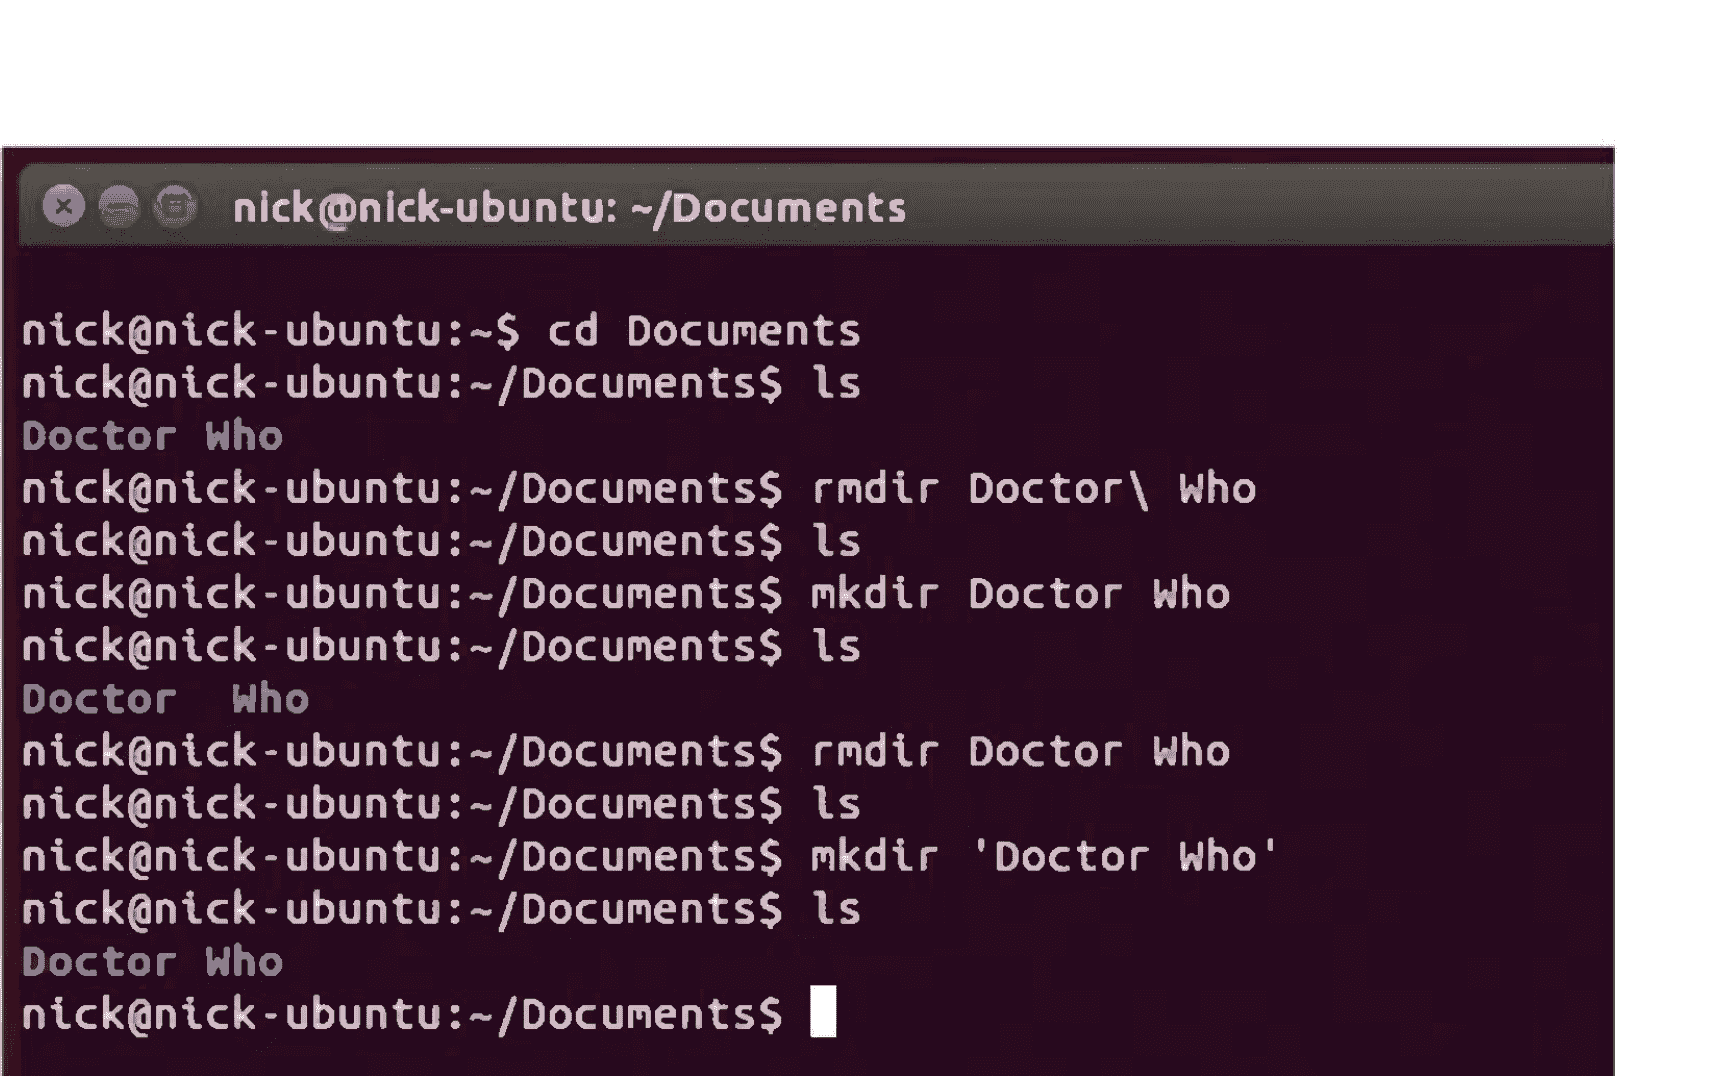 nick@nick-ubuntu: ~/Documents
nick@nick-ubuntu:~$ cd Documents
nick@nick-ubuntu:~/Documents$ ls
Doctor Who
nick@nick-ubuntu:~/Documents$ rmdir Doctor\ Who
nick@nick-ubuntu:~/Documents$ ls
nick@nick-ubuntu:~/Documents$ mkdir Doctor Who
nick@nick-ubuntu:~/Documents$ ls
Doctor  Who
nick@nick-ubuntu:~/Documents$ rmdir Doctor Who
nick@nick-ubuntu:~/Documents$ ls
nick@nick-ubuntu:~/Documents$ mkdir 'Doctor Who'
nick@nick-ubuntu:~/Documents$ ls
Doctor Who
nick@nick-ubuntu:~/Documents$